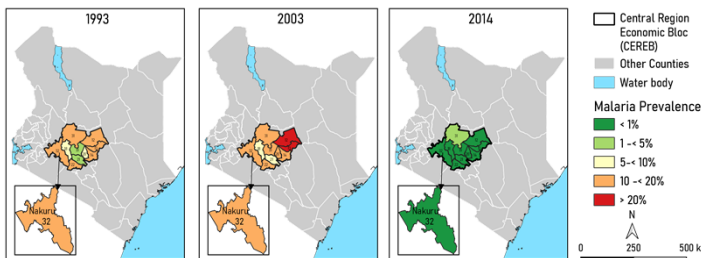 1993
2003
2014
Nakuru
32
Nakuru
32
Nakuru
32
Central Region
Economic Bloc
(CEREB)
Other Counties
Water body
Malaria Prevalence
< 1%
1 -< 5%
5-< 10%
10 -< 20%
> 20%
N
0 250 500 k